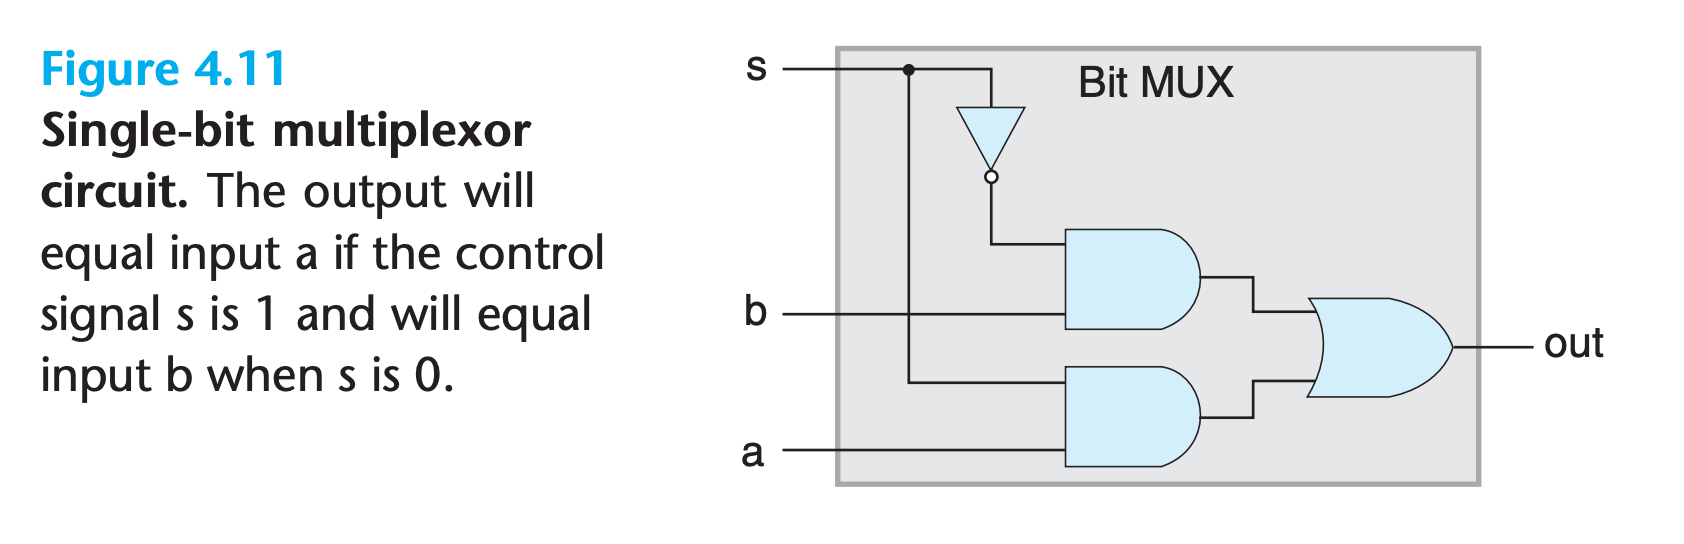 Figure 4.11
Single-bit multiplexor
circuit. The output will
equal input a if the control
signal s is 1 and will equal
input b when s is 0.
s
Bit MUX
b
out
a